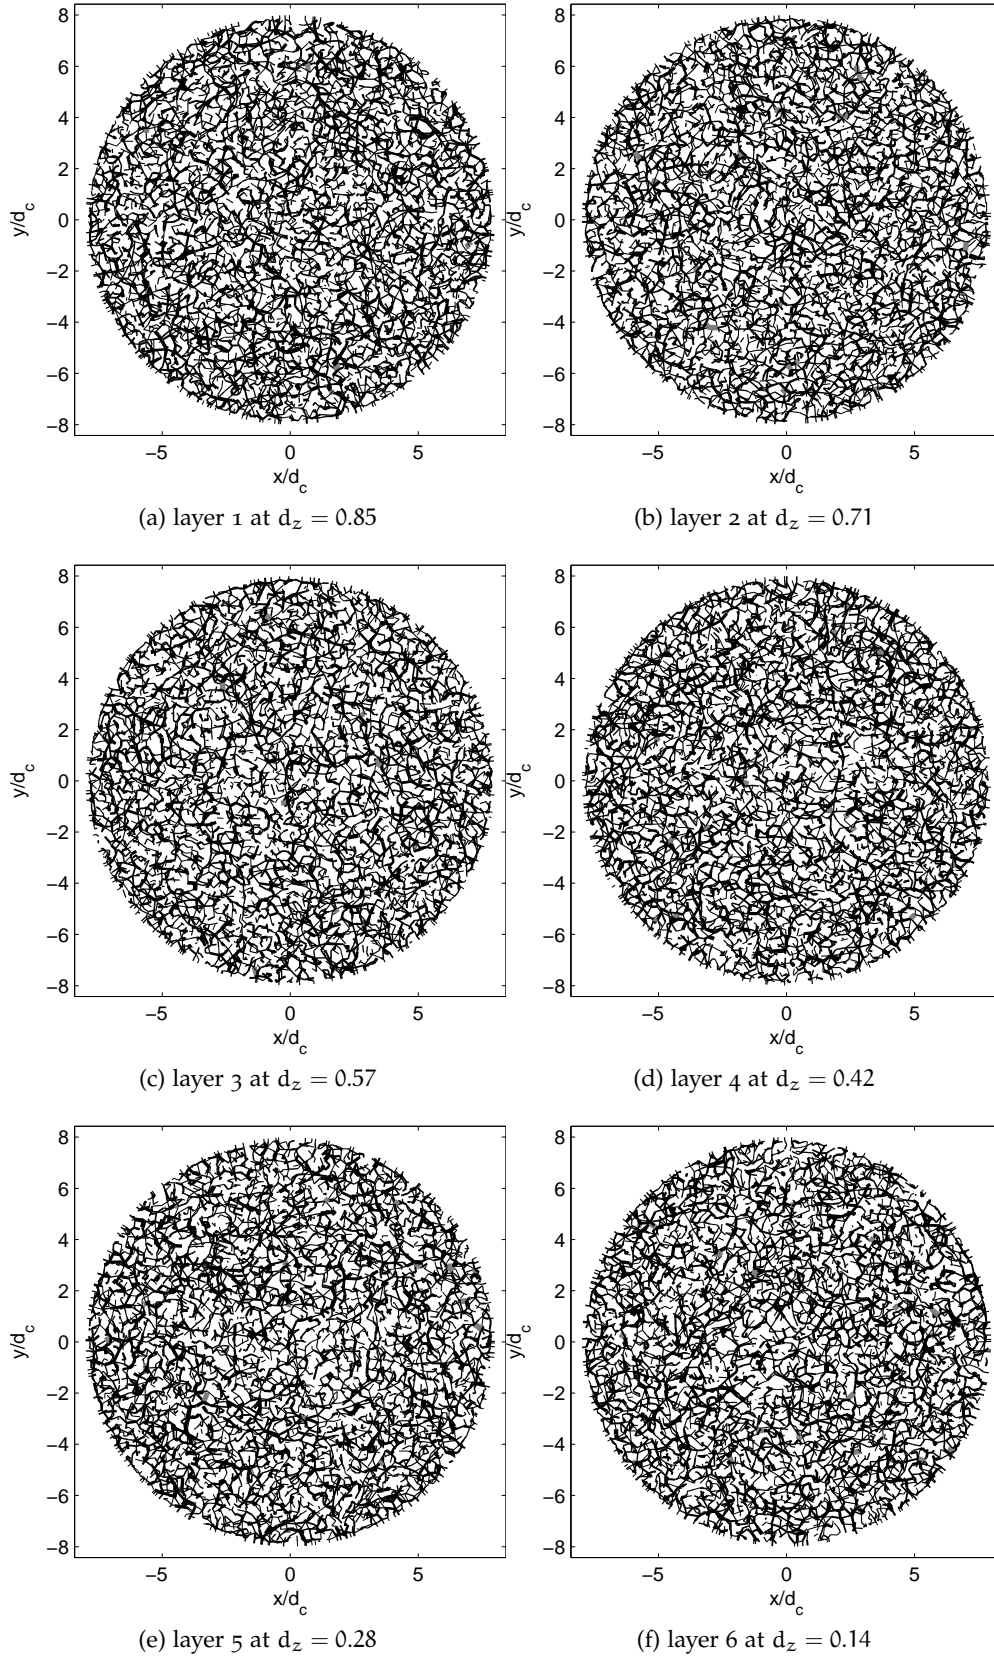 8
6
4
2
0
−2
−4
−6
−8
y/d_c
−5 0 5
x/d_c
(a) layer 1 at d_z = 0.85
8
6
4
2
0
−2
−4
−6
−8
y/d_c
−5 0 5
x/d_c
(b) layer 2 at d_z = 0.71
8
6
4
2
0
−2
−4
−6
−8
y/d_c
−5 0 5
x/d_c
(c) layer 3 at d_z = 0.57
8
6
4
2
0
−2
−4
−6
−8
y/d_c
−5 0 5
x/d_c
(d) layer 4 at d_z = 0.42
8
6
4
2
0
−2
−4
−6
−8
y/d_c
−5 0 5
x/d_c
(e) layer 5 at d_z = 0.28
8
6
4
2
0
−2
−4
−6
−8
y/d_c
−5 0 5
x/d_c
(f) layer 6 at d_z = 0.14